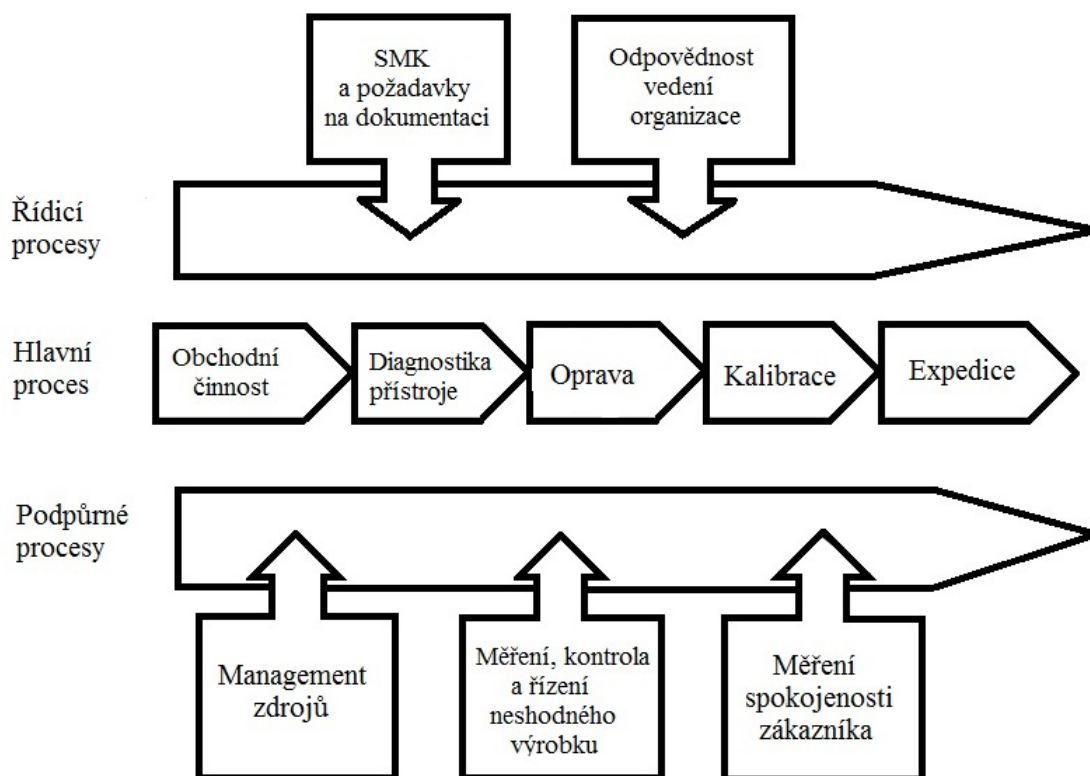 SMK
a požadavky
na dokumentaci
Odpovědnost
vedení
organizace
Řídicí
procesy
Hlavní
proces
Obchodní
činnost
Diagnostika
přístroje
Oprava
Kalibrace
Expedice
Podpůrné
procesy
Management
zdrojů
Měření, kontrola
a řízení
neshodného
výrobku
Měření
spokojenosti
zákazníka